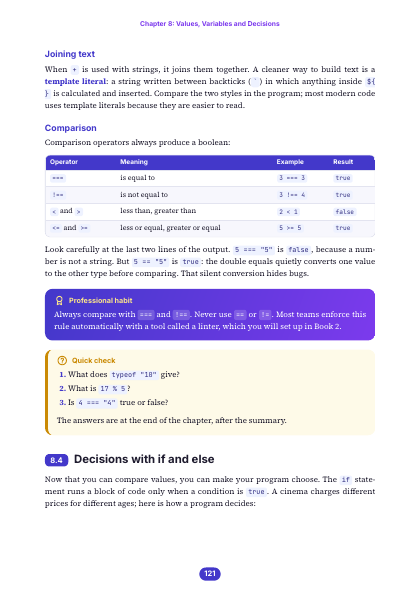 Chapter 8: Values, Variables and Decisions
Joining text
When + is used with strings, it joins them together. A cleaner way to build text is a
template literal: a string written between backticks ( ` ) in which anything inside ${
} is calculated and inserted. Compare the two styles in the program; most modern code
uses template literals because they are easier to read.
Comparison
Comparison operators always produce a boolean:
Operator Meaning Example Result
=== is equal to 3 === 3 true
!== is not equal to 3 !== 4 true
< and > less than, greater than 2 < 1 false
<= and >= less or equal, greater or equal 5 >= 5 true
Look carefully at the last two lines of the output. 5 === "5" is false, because a num-
ber is not a string. But 5 == "5" is true: the double equals quietly converts one value
to the other type before comparing. That silent conversion hides bugs.
Professional habit
Always compare with === and !==. Never use == or !=. Most teams enforce this
rule automatically with a tool called a linter, which you will set up in Book 2.
Quick check
1. What does typeof "10" give?
2. What is 17 % 5?
3. Is 4 === "4" true or false?
The answers are at the end of the chapter, after the summary.
8.4 Decisions with if and else
Now that you can compare values, you can make your program choose. The if state-
ment runs a block of code only when a condition is true. A cinema charges different
prices for different ages; here is how a program decides:
121